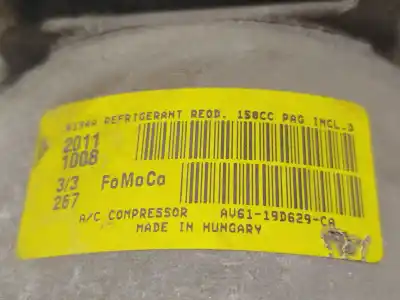 REFRIGERANT REQD. 150CC PAG INCL.
2011
1008
3/3
267
FoMoCo
A/C COMPRESSOR AV61-19D629-CA
MADE IN HUNGARY